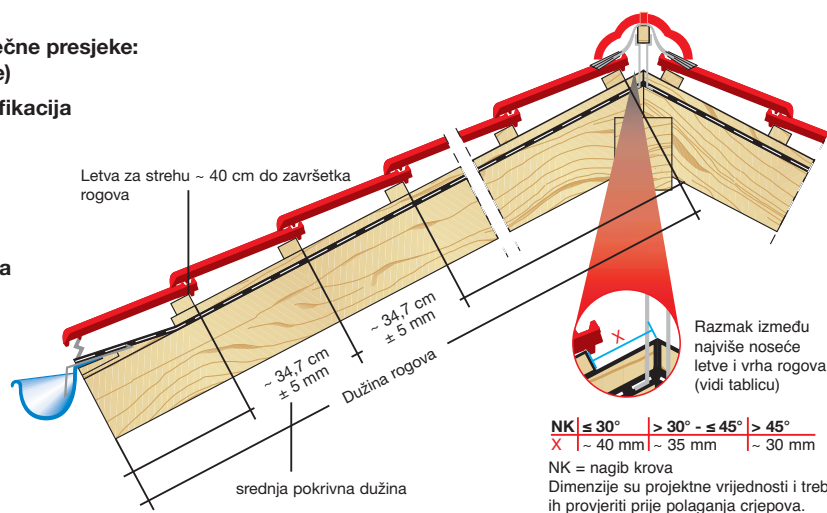 ečne presjeke:
e)
fikacija
Letva za strehu ~ 40 cm do završetka
rogova
a
~ 34,7 cm
± 5 mm
~ 34,7 cm
± 5 mm
Dužina rogova
srednja pokrivna dužina
X
Razmak između
najviše noseće
letve i vrha rogova
(vidi tablicu)
NK ≤ 30° > 30° - ≤ 45° > 45°
X ~ 40 mm ~ 35 mm ~ 30 mm
NK = nagib krova
Dimenzije su projektne vrijednosti i treb
ih provjeriti prije polaganja crjepova.